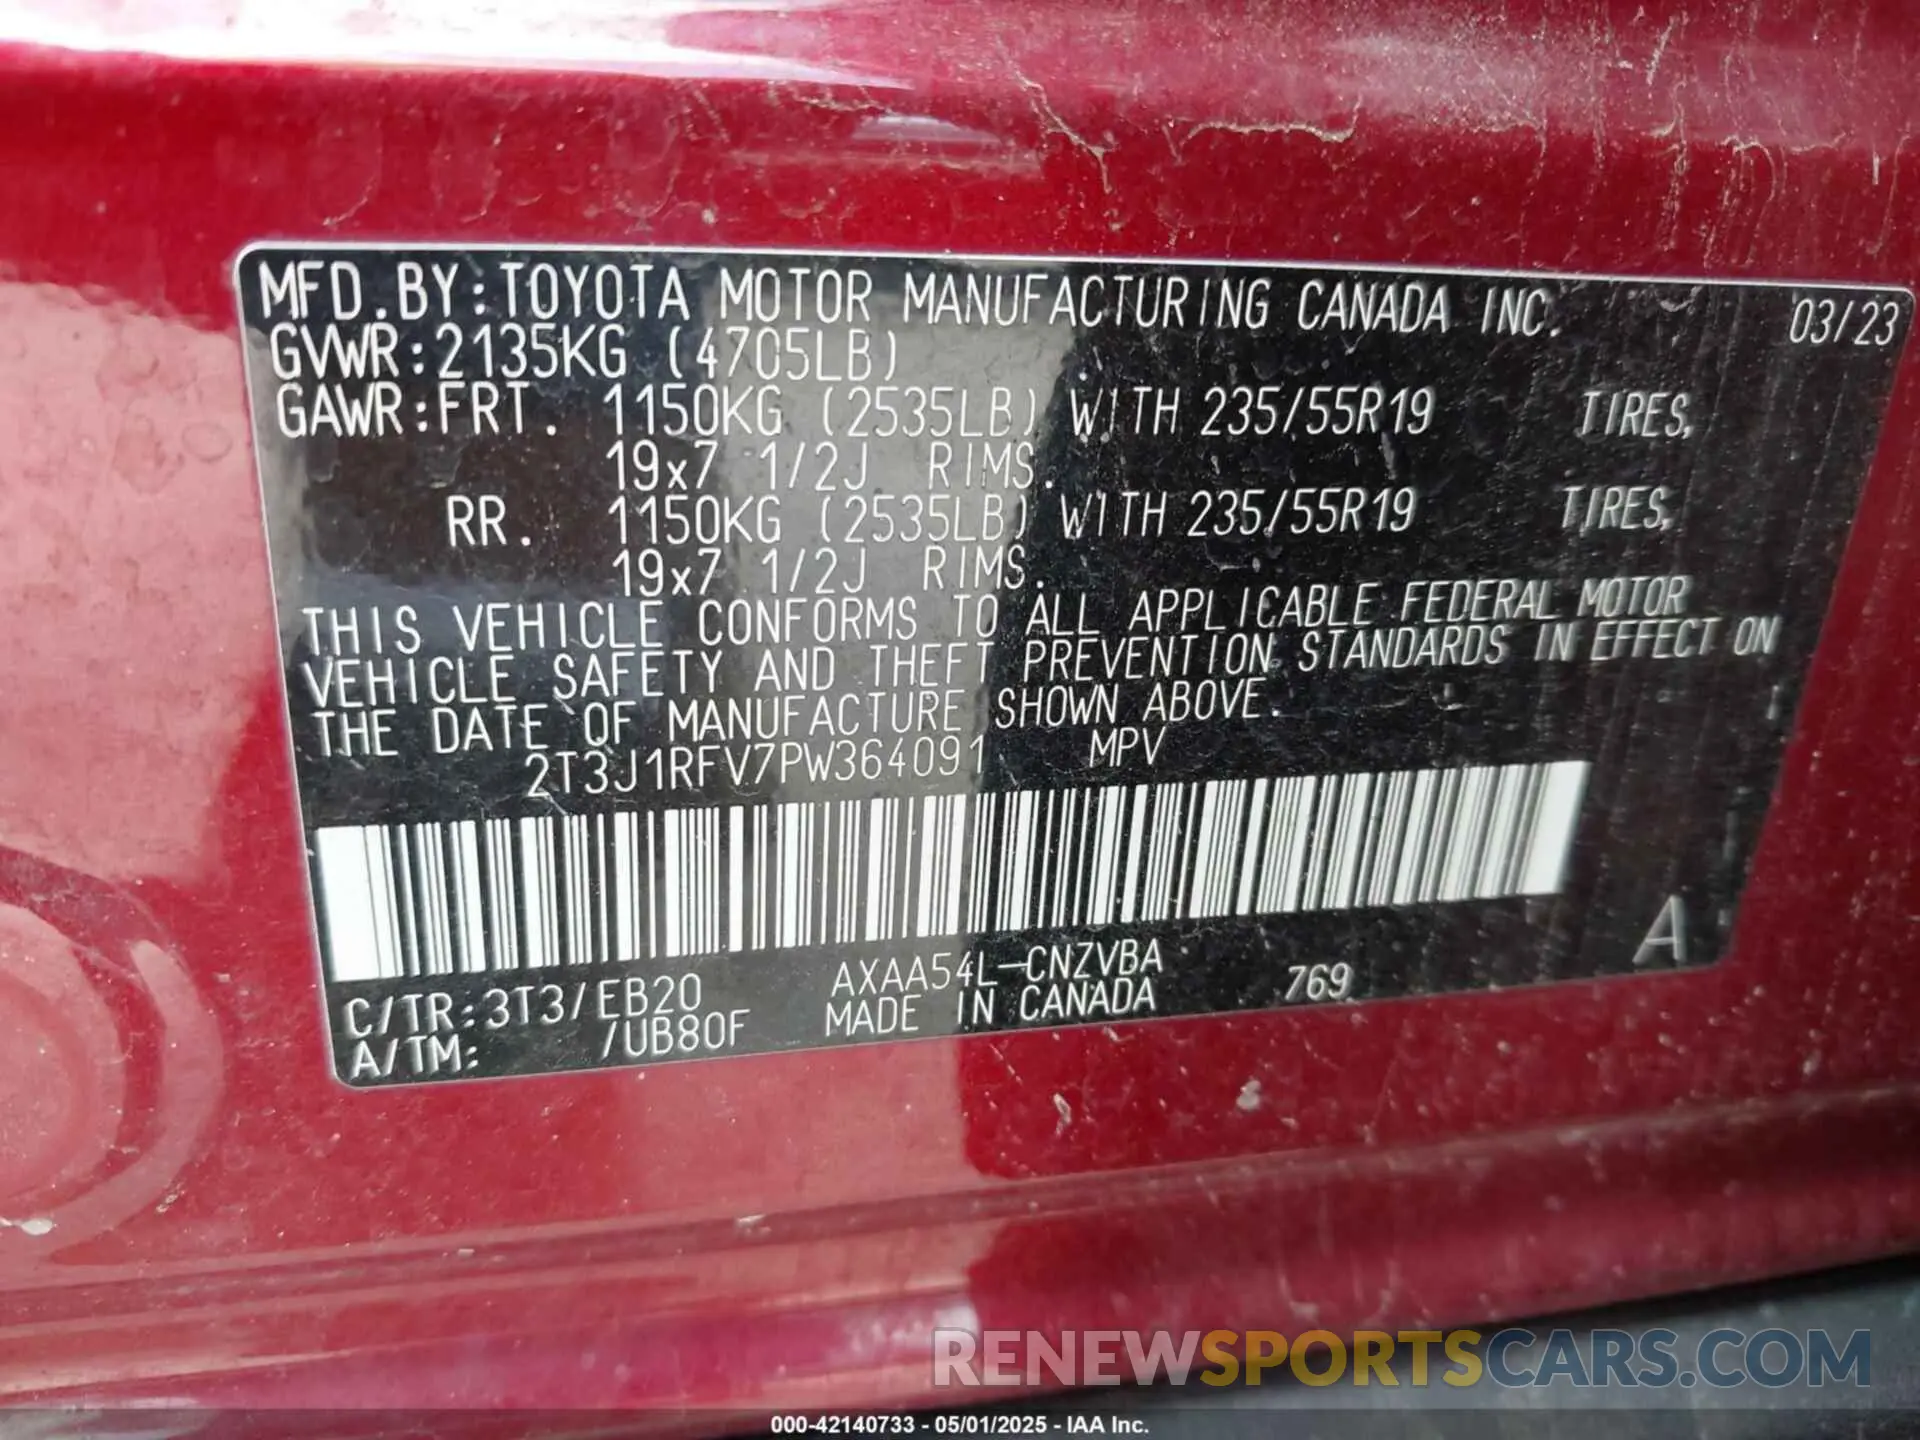 MFD.BY:TOYOTA MOTOR MANUFACTURING CANADA INC. 03/23
GVWR:2135KG (4705LB)
GAWR:FRT. 1150KG (2535LB) WITH 235/55R19 TIRES,
19x7 1/2J RIMS.
RR. 1150KG (2535LB) WITH 235/55R19 TIRES,
19x7 1/2J RIMS.
THIS VEHICLE CONFORMS TO ALL APPLICABLE FEDERAL MOTOR
VEHICLE SAFETY AND THEFT PREVENTION STANDARDS IN EFFECT ON
THE DATE OF MANUFACTURE SHOWN ABOVE.
2T3J1RFV7PW364091 MPV
A
C/TR:3T3/EB20 AXAA54L-CNZVBA 769
A/TM: /UB80F MADE IN CANADA
RENEWSPORTSCARS.COM
000-42140733 - 05/01/2025 - IAA Inc.